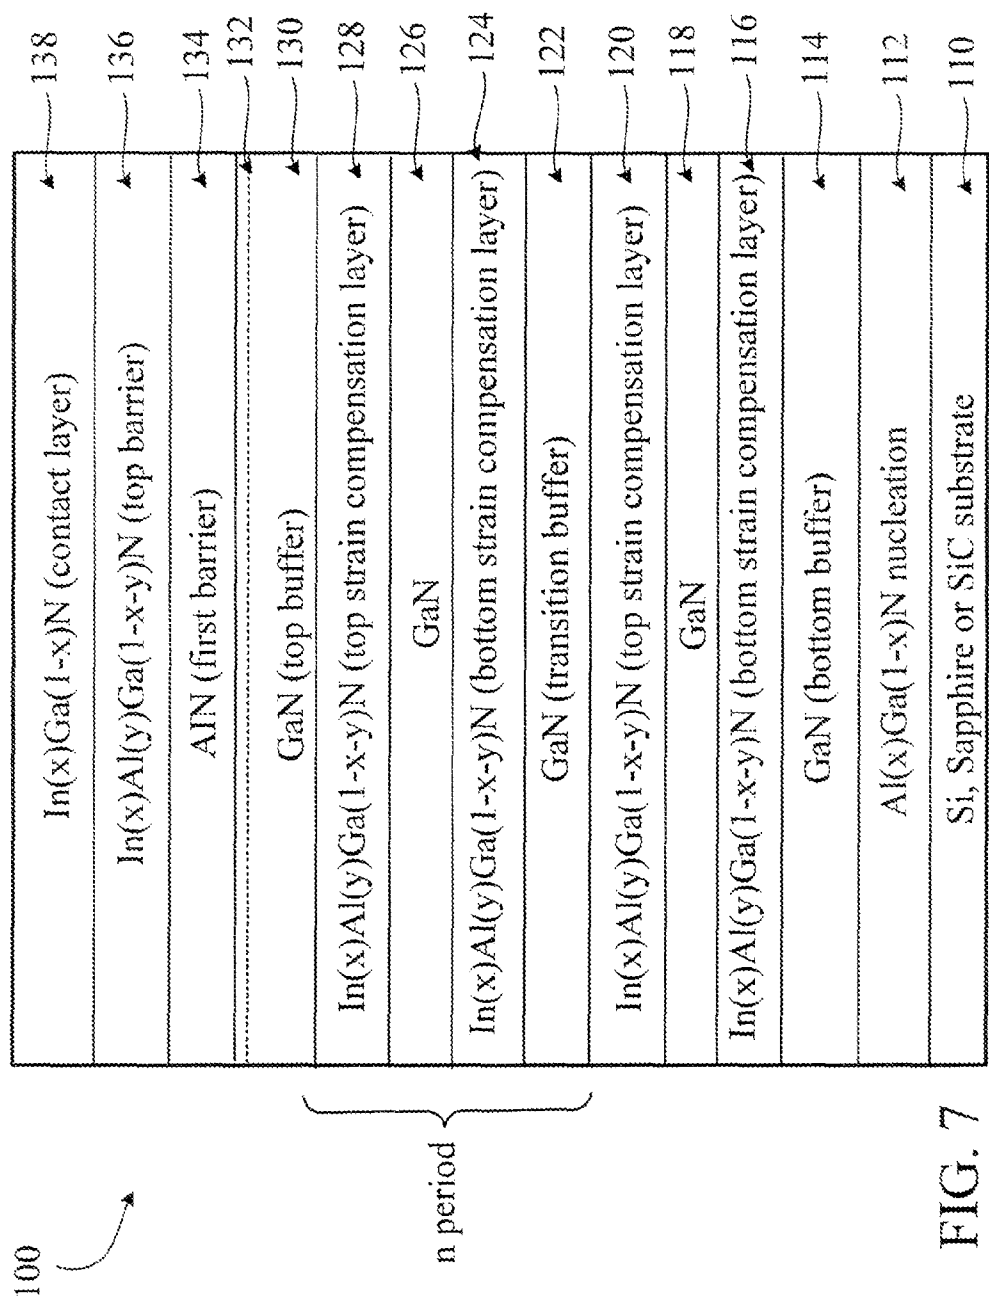 100
In(x)Ga(1-x)N (contact layer)
138
In(x)Al(y)Ga(1-x-y)N (top barrier)
136
AlN (first barrier)
134
132
GaN (top buffer)
130
In(x)Al(y)Ga(1-x-y)N (top strain compensation layer)
128
GaN
126
In(x)Al(y)Ga(1-x-y)N (bottom strain compensation layer)
124
GaN (transition buffer)
122
n period
In(x)Al(y)Ga(1-x-y)N (top strain compensation layer)
120
GaN
118
In(x)Al(y)Ga(1-x-y)N (bottom strain compensation layer)
116
GaN (bottom buffer)
114
Al(x)Ga(1-x)N nucleation
112
Si, Sapphire or SiC substrate
110
FIG. 7